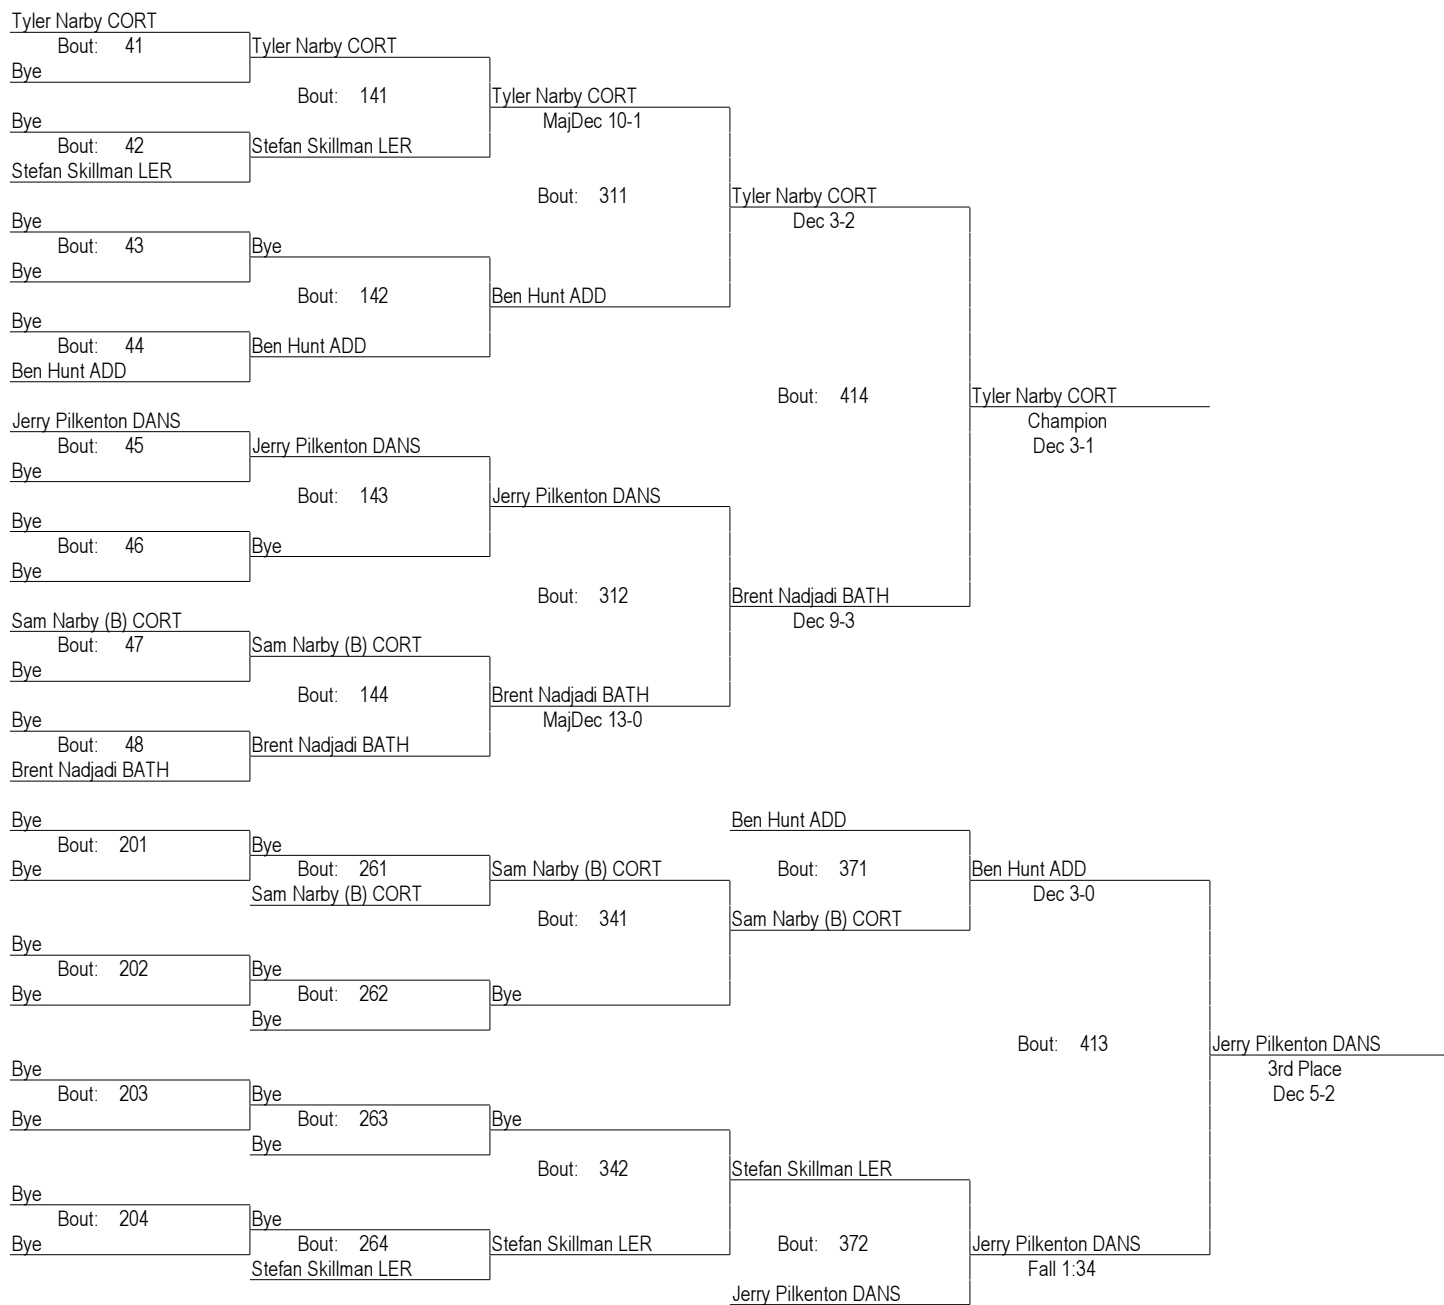 Tyler Narby CORT
Bout: 41
Tyler Narby CORT
Bye
Bout: 141
Tyler Narby CORT
Bye
MajDec 10-1
Bout: 42
Stefan Skillman LER
Stefan Skillman LER
Bout: 311
Tyler Narby CORT
Bye
Dec 3-2
Bout: 43
Bye
Bye
Bout: 142
Ben Hunt ADD
Bye
Bout: 44
Ben Hunt ADD
Ben Hunt ADD
Bout: 414
Tyler Narby CORT
Jerry Pilkenton DANS
Champion
Bout: 45
Jerry Pilkenton DANS
Dec 3-1
Bye
Bout: 143
Jerry Pilkenton DANS
Bye
Bout: 46
Bye
Bye
Bout: 312
Brent Nadjadi BATH
Sam Narby (B) CORT
Dec 9-3
Bout: 47
Sam Narby (B) CORT
Bye
Bout: 144
Brent Nadjadi BATH
Bye
MajDec 13-0
Bout: 48
Brent Nadjadi BATH
Brent Nadjadi BATH
Bye
Ben Hunt ADD
Bout: 201
Bye
Bye
Bout: 261
Sam Narby (B) CORT
Bout: 371
Ben Hunt ADD
Sam Narby (B) CORT
Dec 3-0
Bout: 341
Sam Narby (B) CORT
Bye
Bout: 202
Bye
Bye
Bout: 262
Bye
Bye
Bout: 413
Jerry Pilkenton DANS
Bye
3rd Place
Bout: 203
Bye
Dec 5-2
Bye
Bout: 263
Bye
Bye
Bout: 342
Stefan Skillman LER
Bye
Bout: 204
Bye
Bye
Bout: 264
Stefan Skillman LER
Bout: 372
Jerry Pilkenton DANS
Stefan Skillman LER
Fall 1:34
Jerry Pilkenton DANS